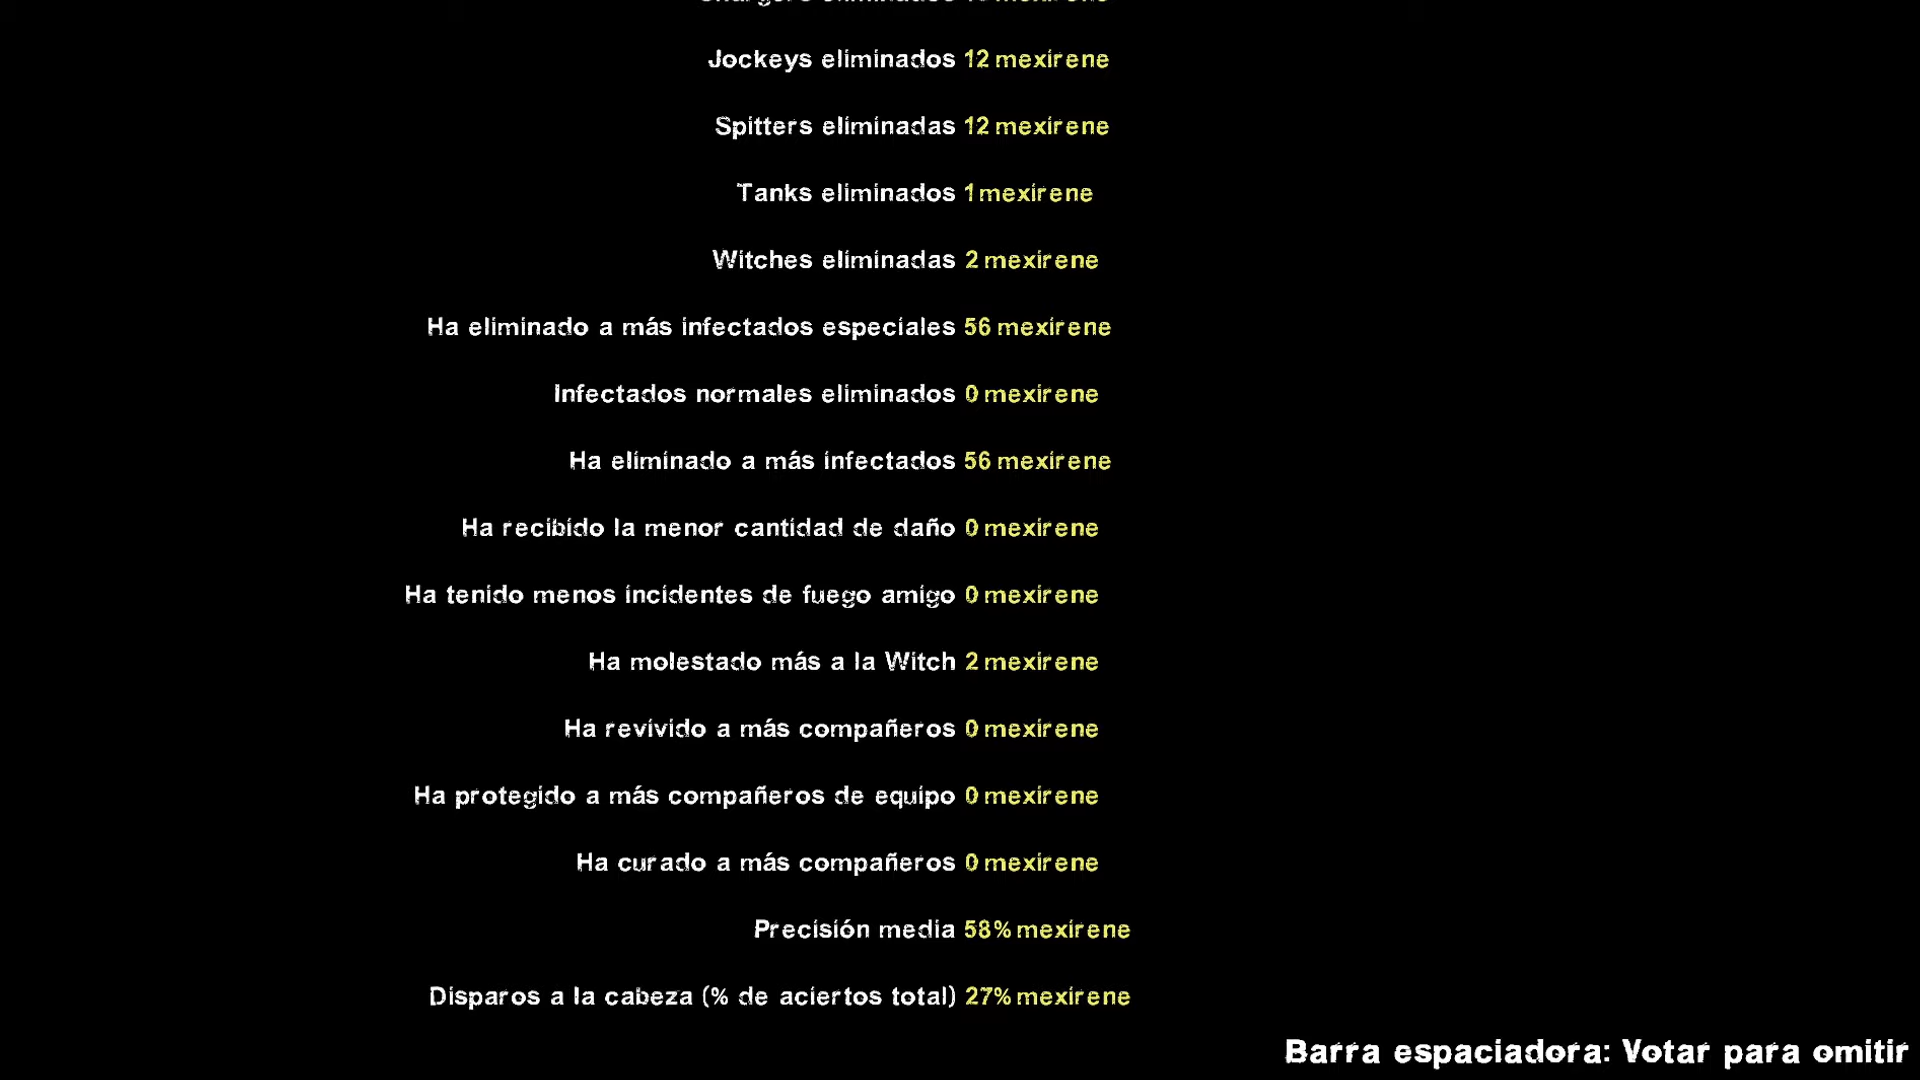 Jockeys eliminados 12 mexirene
Spitters eliminadas 12 mexirene
Tanks eliminados 1 mexirene
Witches eliminadas 2 mexirene
Ha eliminado a más infectados especiales 56 mexirene
Infectados normales eliminados 0 mexirene
Ha eliminado a más infectados 56 mexirene
Ha recibido la menor cantidad de daño 0 mexirene
Ha tenido menos incidentes de fuego amigo 0 mexirene
Ha molestado más a la Witch 2 mexirene
Ha revivido a más compañeros 0 mexirene
Ha protegido a más compañeros de equipo 0 mexirene
Ha curado a más compañeros 0 mexirene
Precisión media 58% mexirene
Disparos a la cabeza (% de aciertos total) 27% mexirene
Barra espaciadora: Votar para omitir